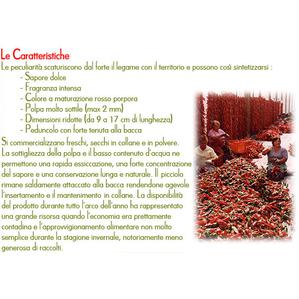 Le Caratteristiche
Le peculiarità scaturiscono dal forte il legame con il territorio e possono così sintetizzarsi :
- Sapore dolce
- Fragranza intensa
- Colore a maturazione rosso porpora
- Polpa molto sottile (max 2 mm)
- Dimensioni ridotte (da 9 a 17 cm di lunghezza)
- Peduncolo con forte tenuta alla bacca
Si commercializzano freschi, secchi in collane e in polvere.
La sottigliezza della polpa e il basso contenuto d'acqua ne
permettono una rapida essiccazione, una forte concentrazione
del sapore e una conservazione lunga e naturale. Il picciolo
rimane saldamente attaccato alla bacca rendendone agevole
l'inserimento e il mantenimento in collane. La disponibilità
del prodotto durante tutto l'arco dell'anno ha rappresentato
una grande risorsa quando l'economia era prettamente
contadina e l'approvvigionamento alimentare non molto
semplice durante la stagione invernale, notoriamente meno
generosa di raccolti.